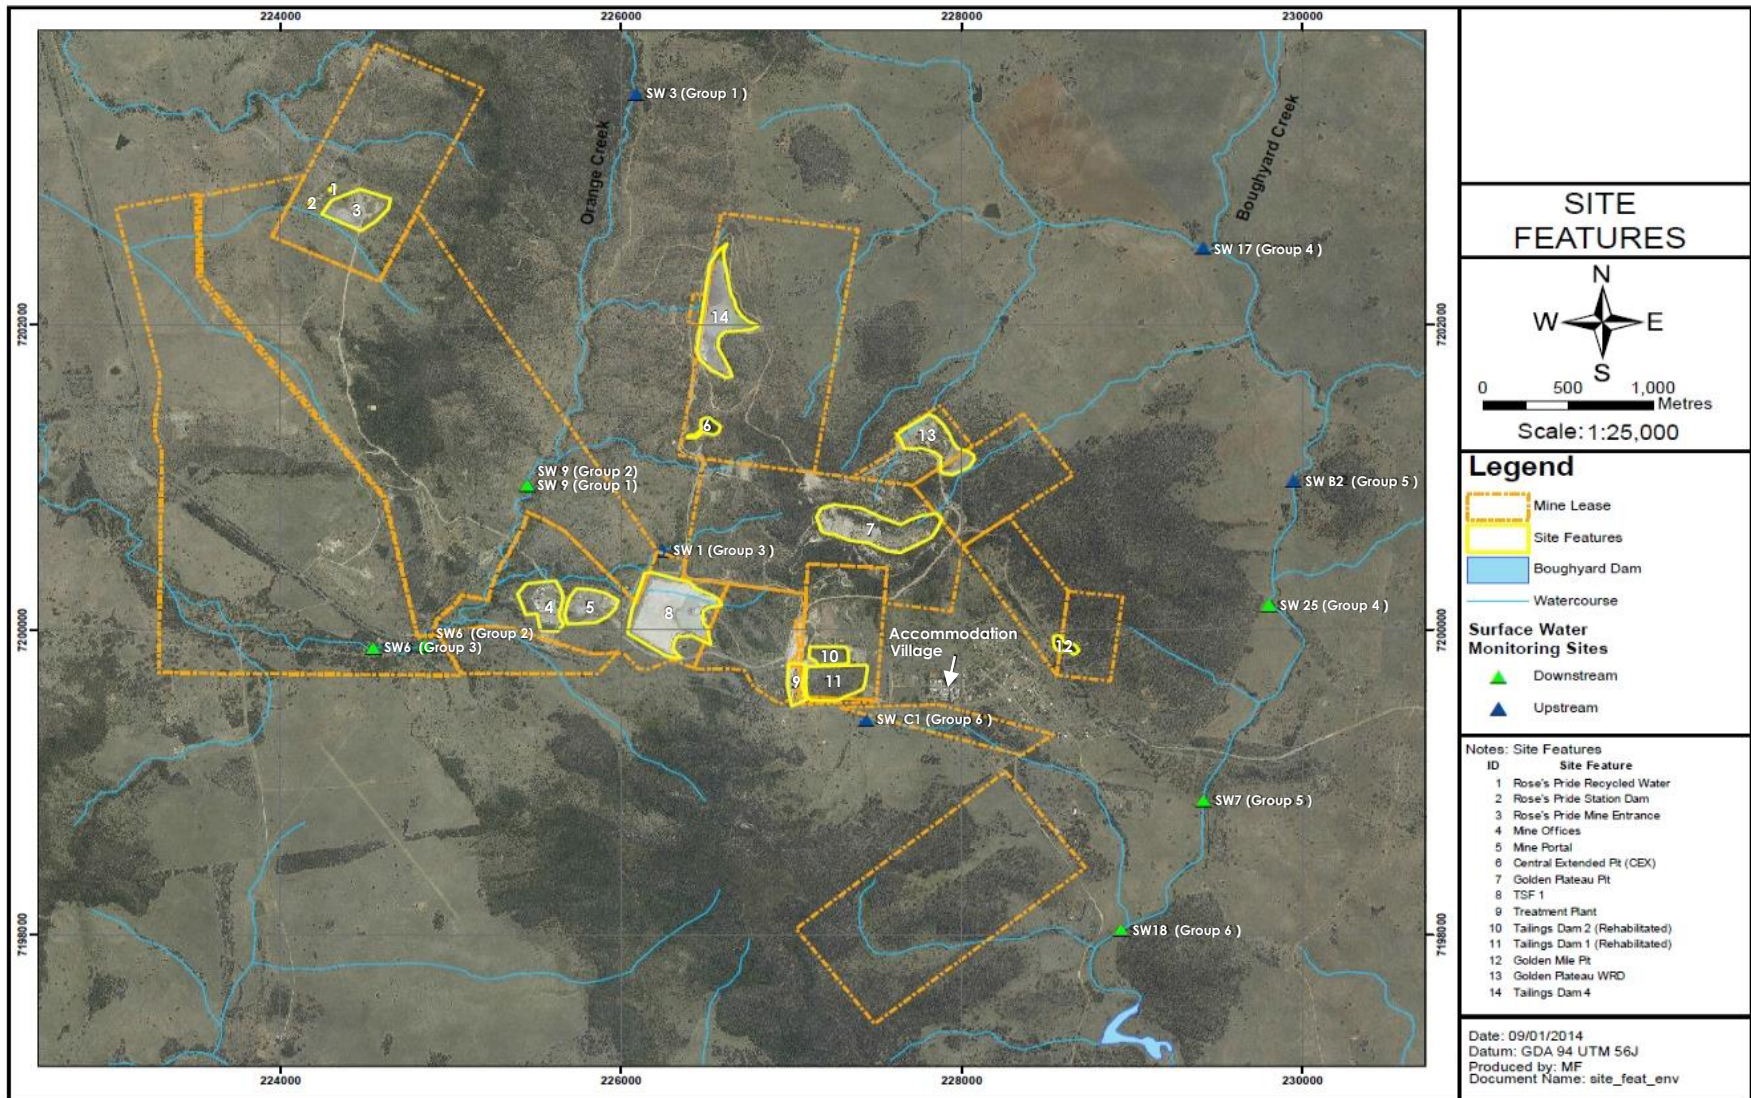 224000
226000
228000
230000
SW 3 (Group 1 )
Orange Creek
Boughyard Creek
1
2
3
SW 17 (Group 4 )
7202000
7202000
14
6
13
SW 9 (Group 2)
SW 9 (Group 1)
SW B2 (Group 5 )
7
SW 1 (Group 3 )
4
5
8
SW 25 (Group 4 )
7200000
7200000
SW6 (Group 2)
SW6 (Group 3)
Accommodation
Village
12
10
9
11
SW C1 (Group 6 )
SW7 (Group 5 )
7198000
7198000
SW18 (Group 6 )
224000
226000
228000
230000
SITE
FEATURES
N
W
E
S
0 500 1,000
Metres
Scale: 1:25,000
Legend
Mine Lease
Site Features
Boughyard Dam
Watercourse
Surface Water
Monitoring Sites
Downstream
Upstream
Notes: Site Features
ID Site Feature
1 Rose's Pride Recycled Water
2 Rose's Pride Station Dam
3 Rose's Pride Mine Entrance
4 Mine Offices
5 Mine Portal
6 Central Extended Pit (CEX)
7 Golden Plateau Pit
8 TSF 1
9 Treatment Plant
10 Tailings Dam 2 (Rehabilitated)
11 Tailings Dam 1 (Rehabilitated)
12 Golden Mile Pit
13 Golden Plateau WRD
14 Tailings Dam 4
Date: 09/01/2014
Datum: GDA 94 UTM 56J
Produced by: MF
Document Name: site_feat_env